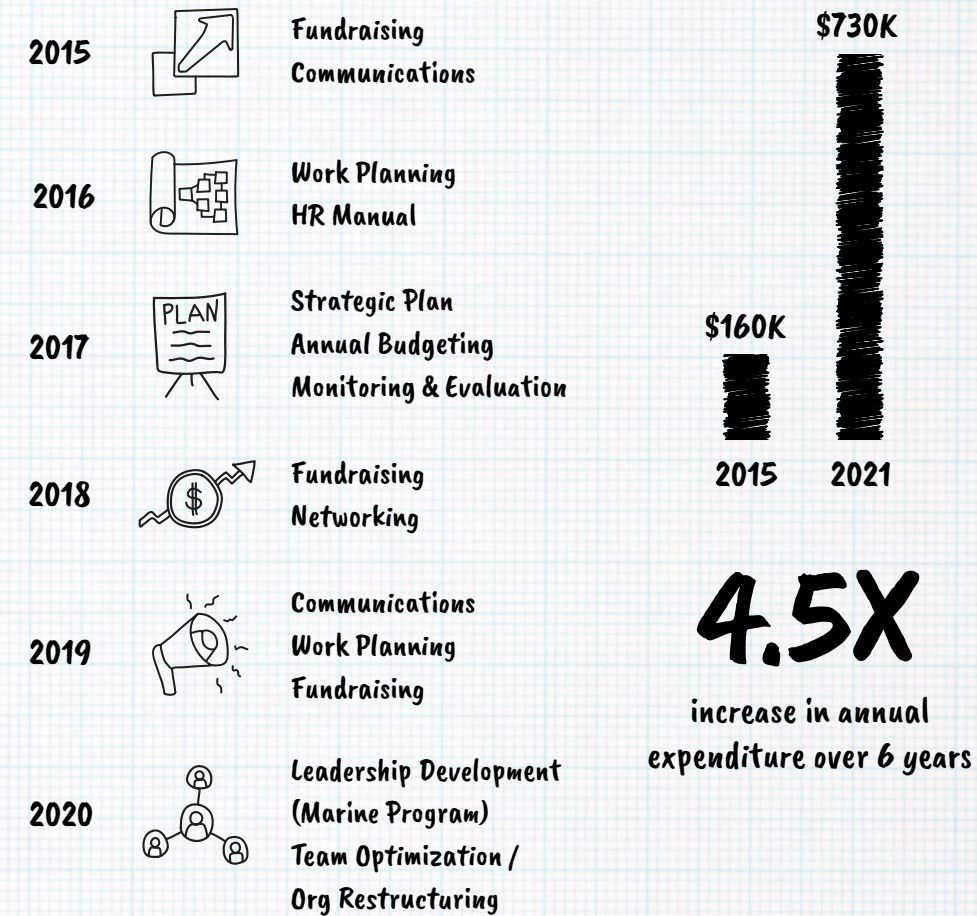 2015
Fundraising
Communications
2016
Work Planning
HR Manual
2017
PLAN
Strategic Plan
Annual Budgeting
Monitoring & Evaluation
2018
$
Fundraising
Networking
2019
Communications
Work Planning
Fundraising
2020
Leadership Development
(Marine Program)
Team Optimization /
Org Restructuring
$730K
$160K
2015 2021
4.5X
increase in annual
expenditure over 6 years